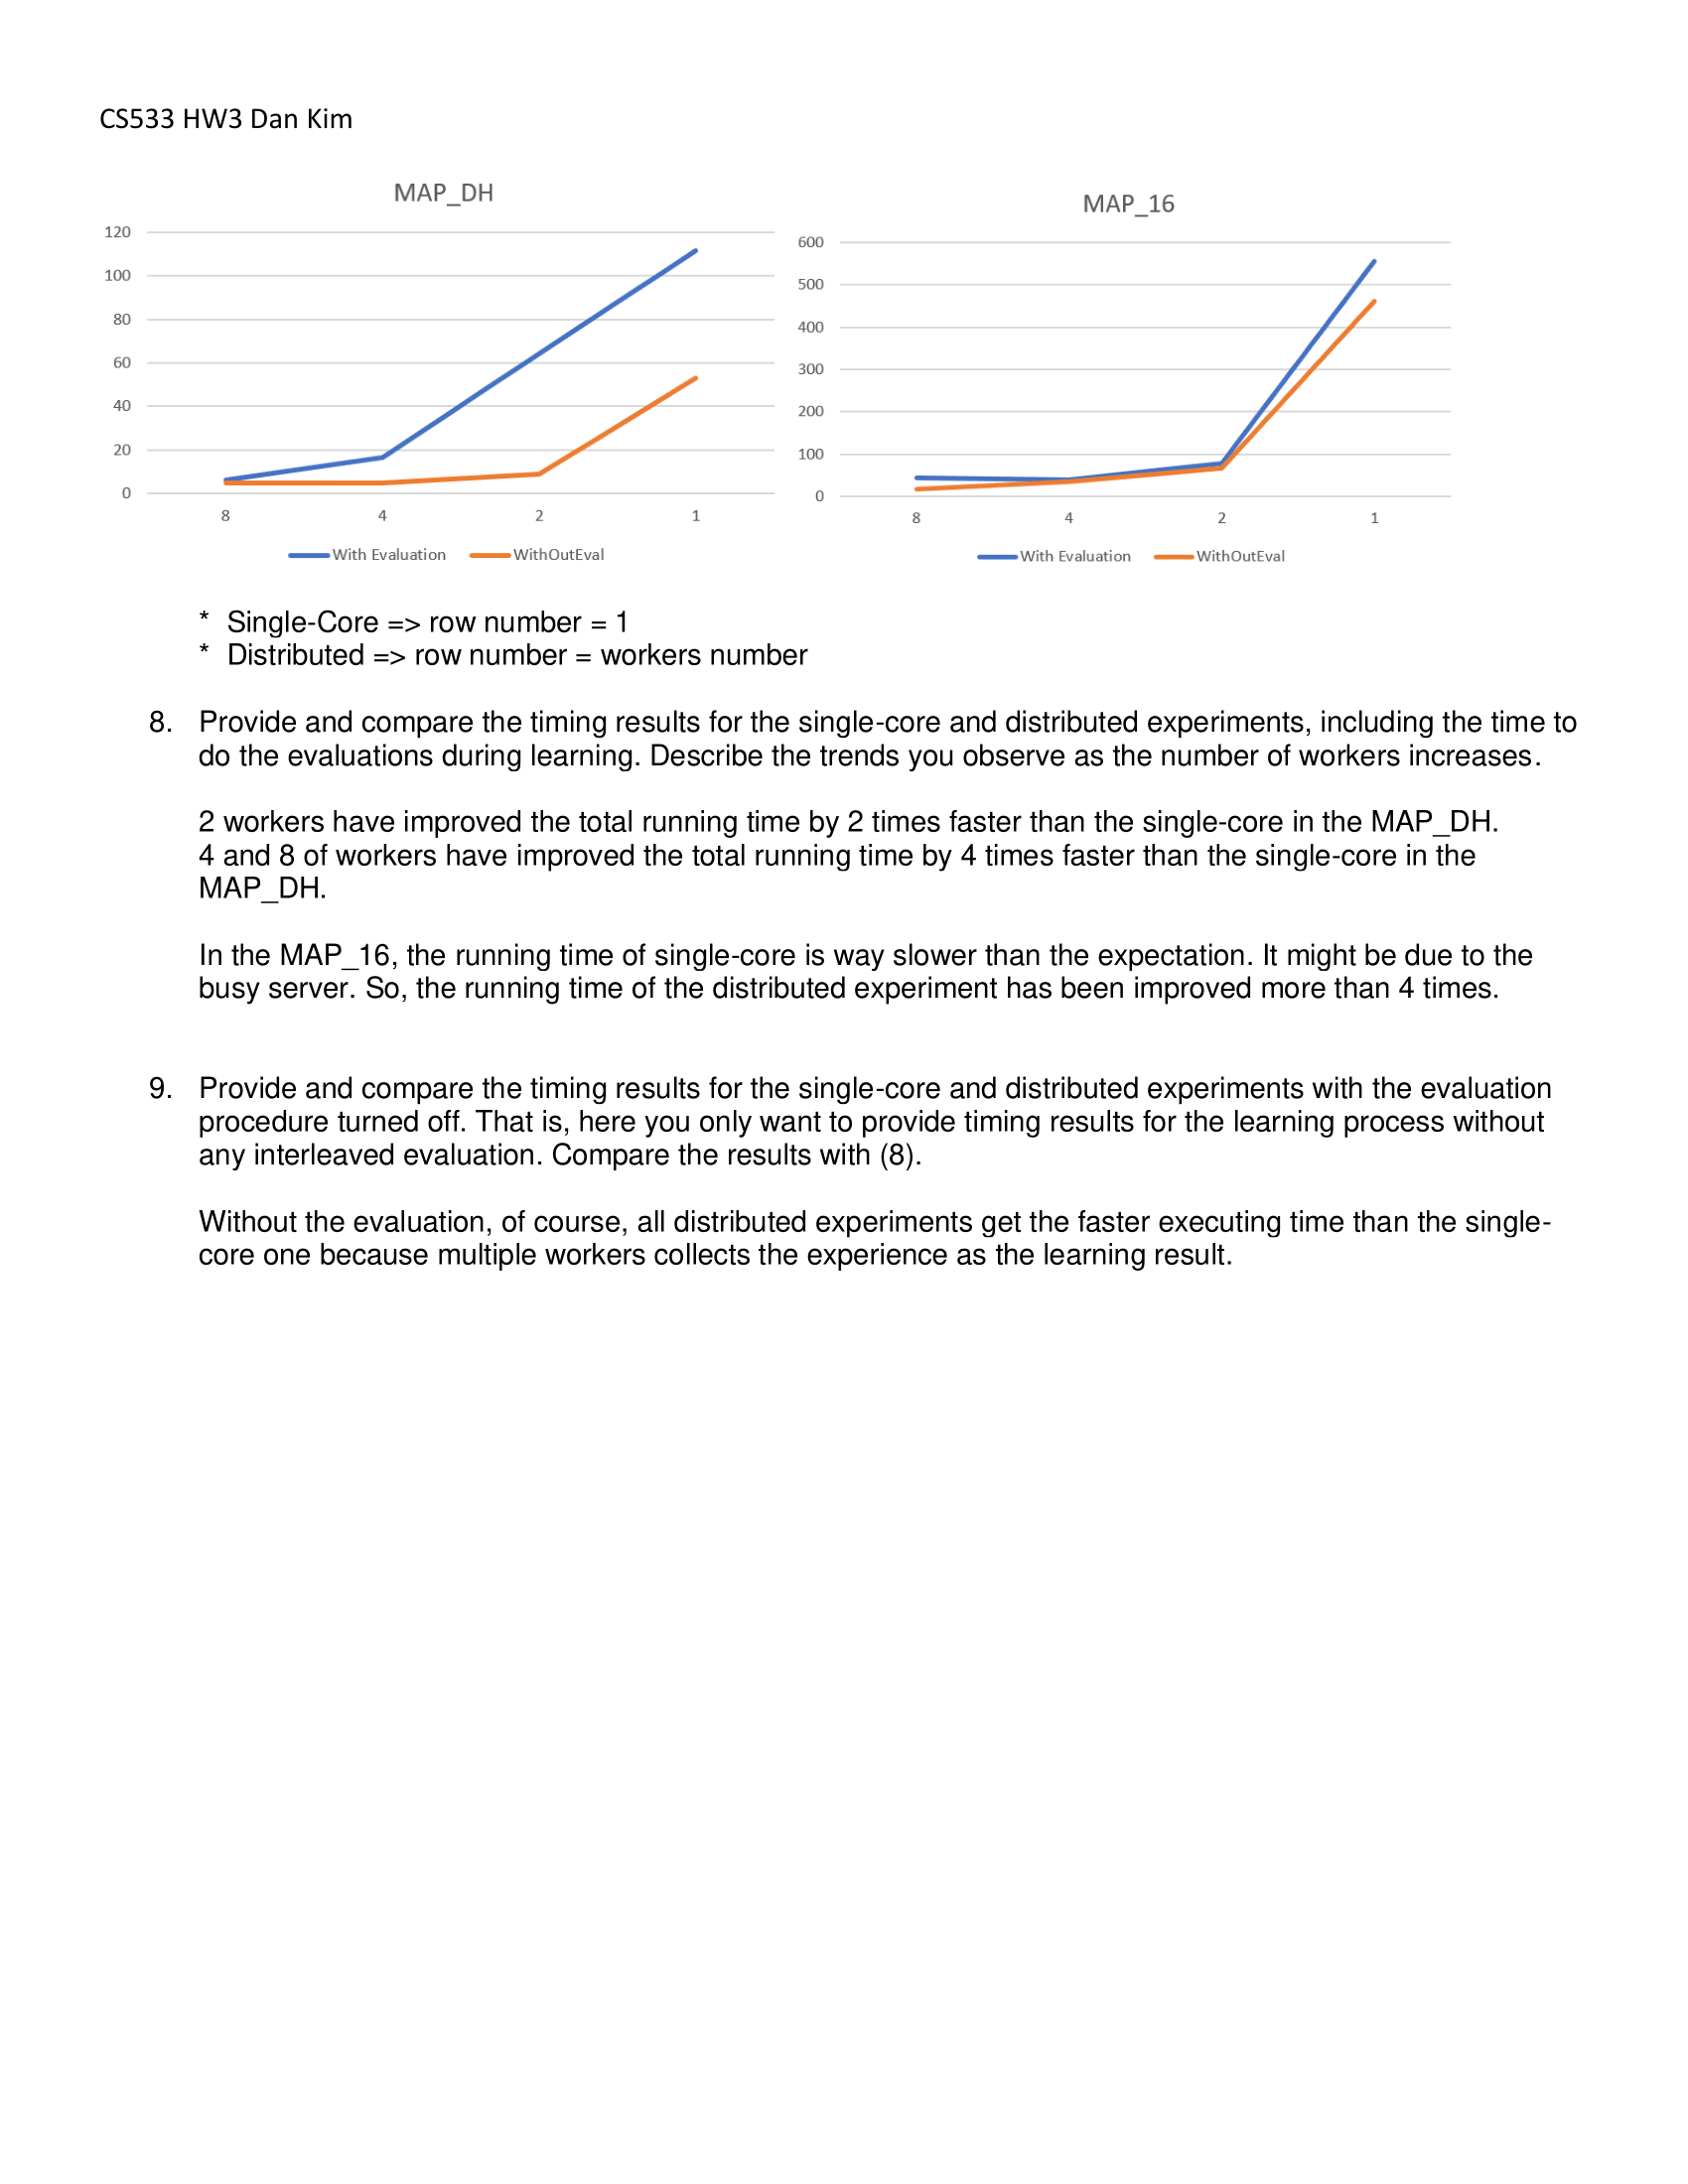 CS533 HW3 Dan Kim
MAP_DH
120
100
80
60
40
20
0
8 4 2 1
With Evaluation WithOutEval
MAP_16
600
500
400
300
200
100
0
8 4 2 1
With Evaluation WithOutEval
* Single-Core => row number = 1
* Distributed => row number = workers number
8. Provide and compare the timing results for the single-core and distributed experiments, including the time to
do the evaluations during learning. Describe the trends you observe as the number of workers increases.
2 workers have improved the total running time by 2 times faster than the single-core in the MAP_DH.
4 and 8 of workers have improved the total running time by 4 times faster than the single-core in the
MAP_DH.
In the MAP_16, the running time of single-core is way slower than the expectation. It might be due to the
busy server. So, the running time of the distributed experiment has been improved more than 4 times.
9. Provide and compare the timing results for the single-core and distributed experiments with the evaluation
procedure turned off. That is, here you only want to provide timing results for the learning process without
any interleaved evaluation. Compare the results with (8).
Without the evaluation, of course, all distributed experiments get the faster executing time than the single-
core one because multiple workers collects the experience as the learning result.